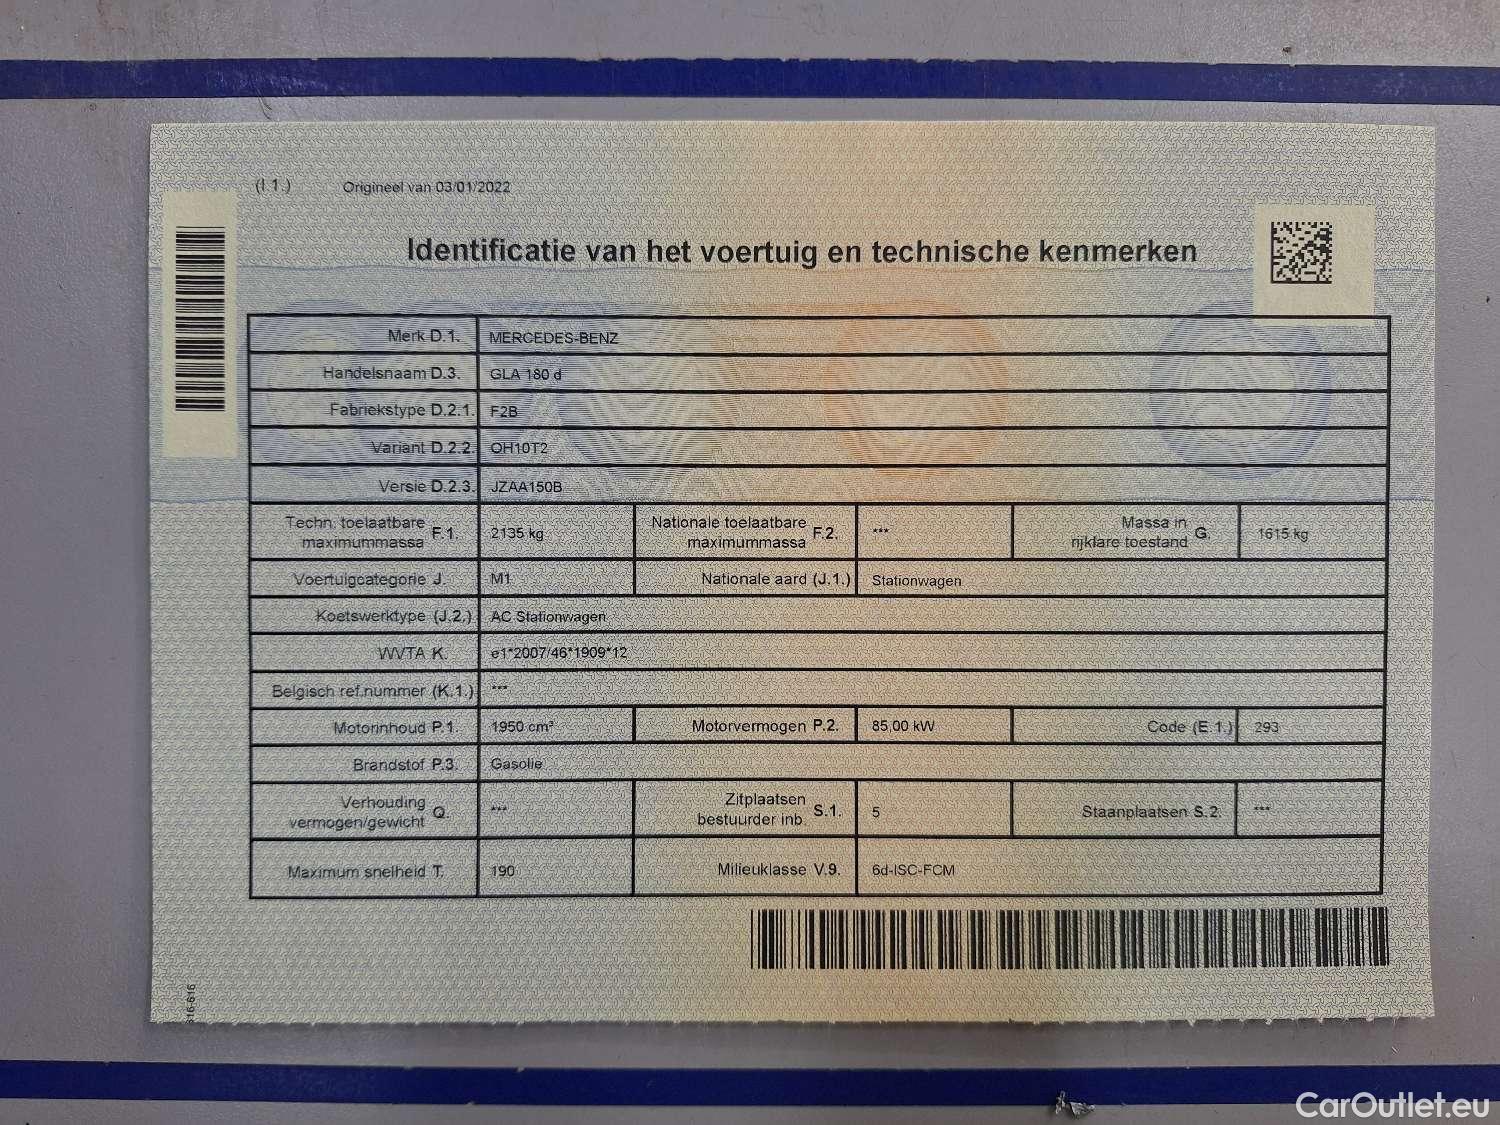 (I.1.) Origineel van 03/01/2022
Identificatie van het voertuig en technische kenmerken
Merk D.1. MERCEDES-BENZ
Handelsnaam D.3. GLA 180 d
Fabriekstype D.2.1. F2B
Variant D.2.2. OH10T2
Versie D.2.3. JZAA150B
Techn. toelaatbare maximummassa F.1. 2135 kg Nationale toelaatbare maximummassa F.2. *** Massa in rijklare toestand G. 1615 kg
Voertuigcategorie J. M1 Nationale aard (J.1.) Stationwagen
Koetswerktype (J.2.) AC Stationwagen
WVTA K. e1*2007/46*1909*12
Belgisch ref.nummer (K.1.) ***
Motorinhoud P.1. 1950 cm³ Motorvermogen P.2. 85,00 kW Code (E.1.) 293
Brandstof P.3. Gasolie
Verhouding vermogen/gewicht Q. *** Zitplaatsen bestuurder inb. S.1. 5 Staanplaatsen S.2. ***
Maximum snelheid T. 190 Milieuklasse V.9. 6d-ISC-FCM
616-616
CarOutlet.eu